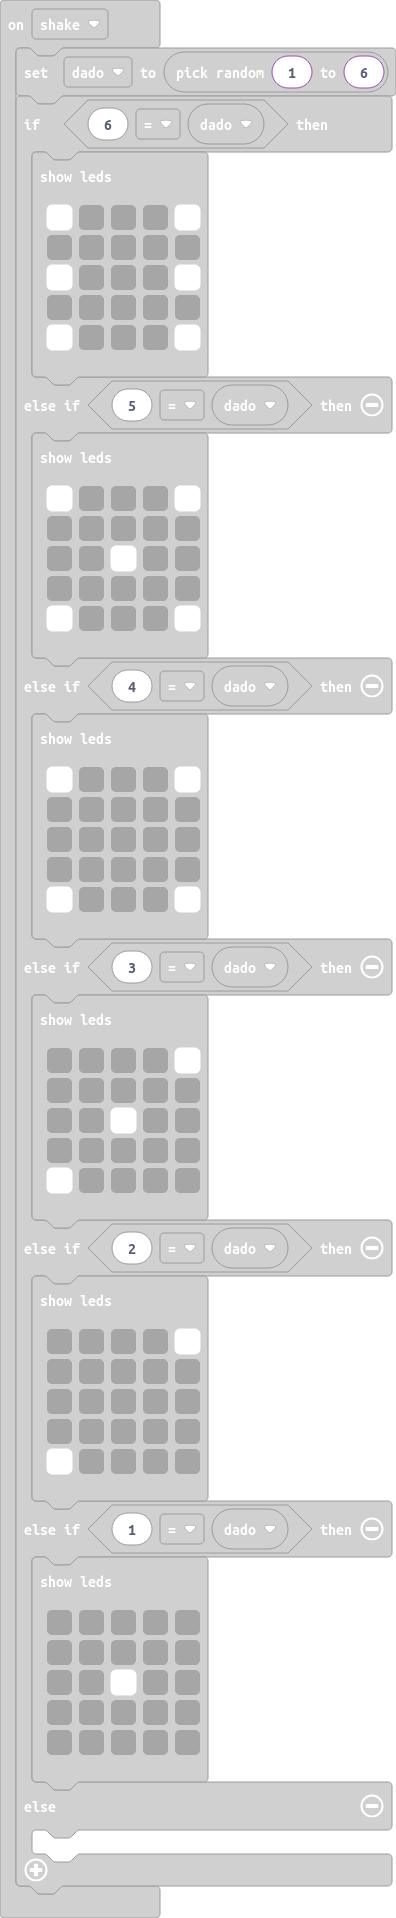 on shake
set dado to pick random 1 to 6
if 6 = dado then
show leds
else if 5 = dado then
show leds
else if 4 = dado then
show leds
else if 3 = dado then
show leds
else if 2 = dado then
show leds
else if 1 = dado then
show leds
else